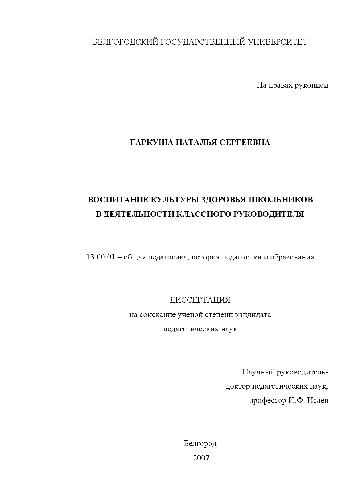 БЕЛГОРОДСКИЙ ГОСУДАРСТВЕННЫЙ УНИВЕРСИТЕТ
На правах рукописи
ГАРКУША НАТАЛЬЯ СЕРГЕЕВНА
ВОСПИТАНИЕ КУЛЬТУРЫ ЗДОРОВЬЯ ШКОЛЬНИКОВ
В ДЕЯТЕЛЬНОСТИ КЛАССНОГО РУКОВОДИТЕЛЯ
13.00.01 – общая педагогика, история педагогики и образования
ДИССЕРТАЦИЯ
на соискание ученой степени кандидата
педагогических наук
Научный руководитель-
доктор педагогических наук,
профессор И.Ф. Исаев
Белгород
2007